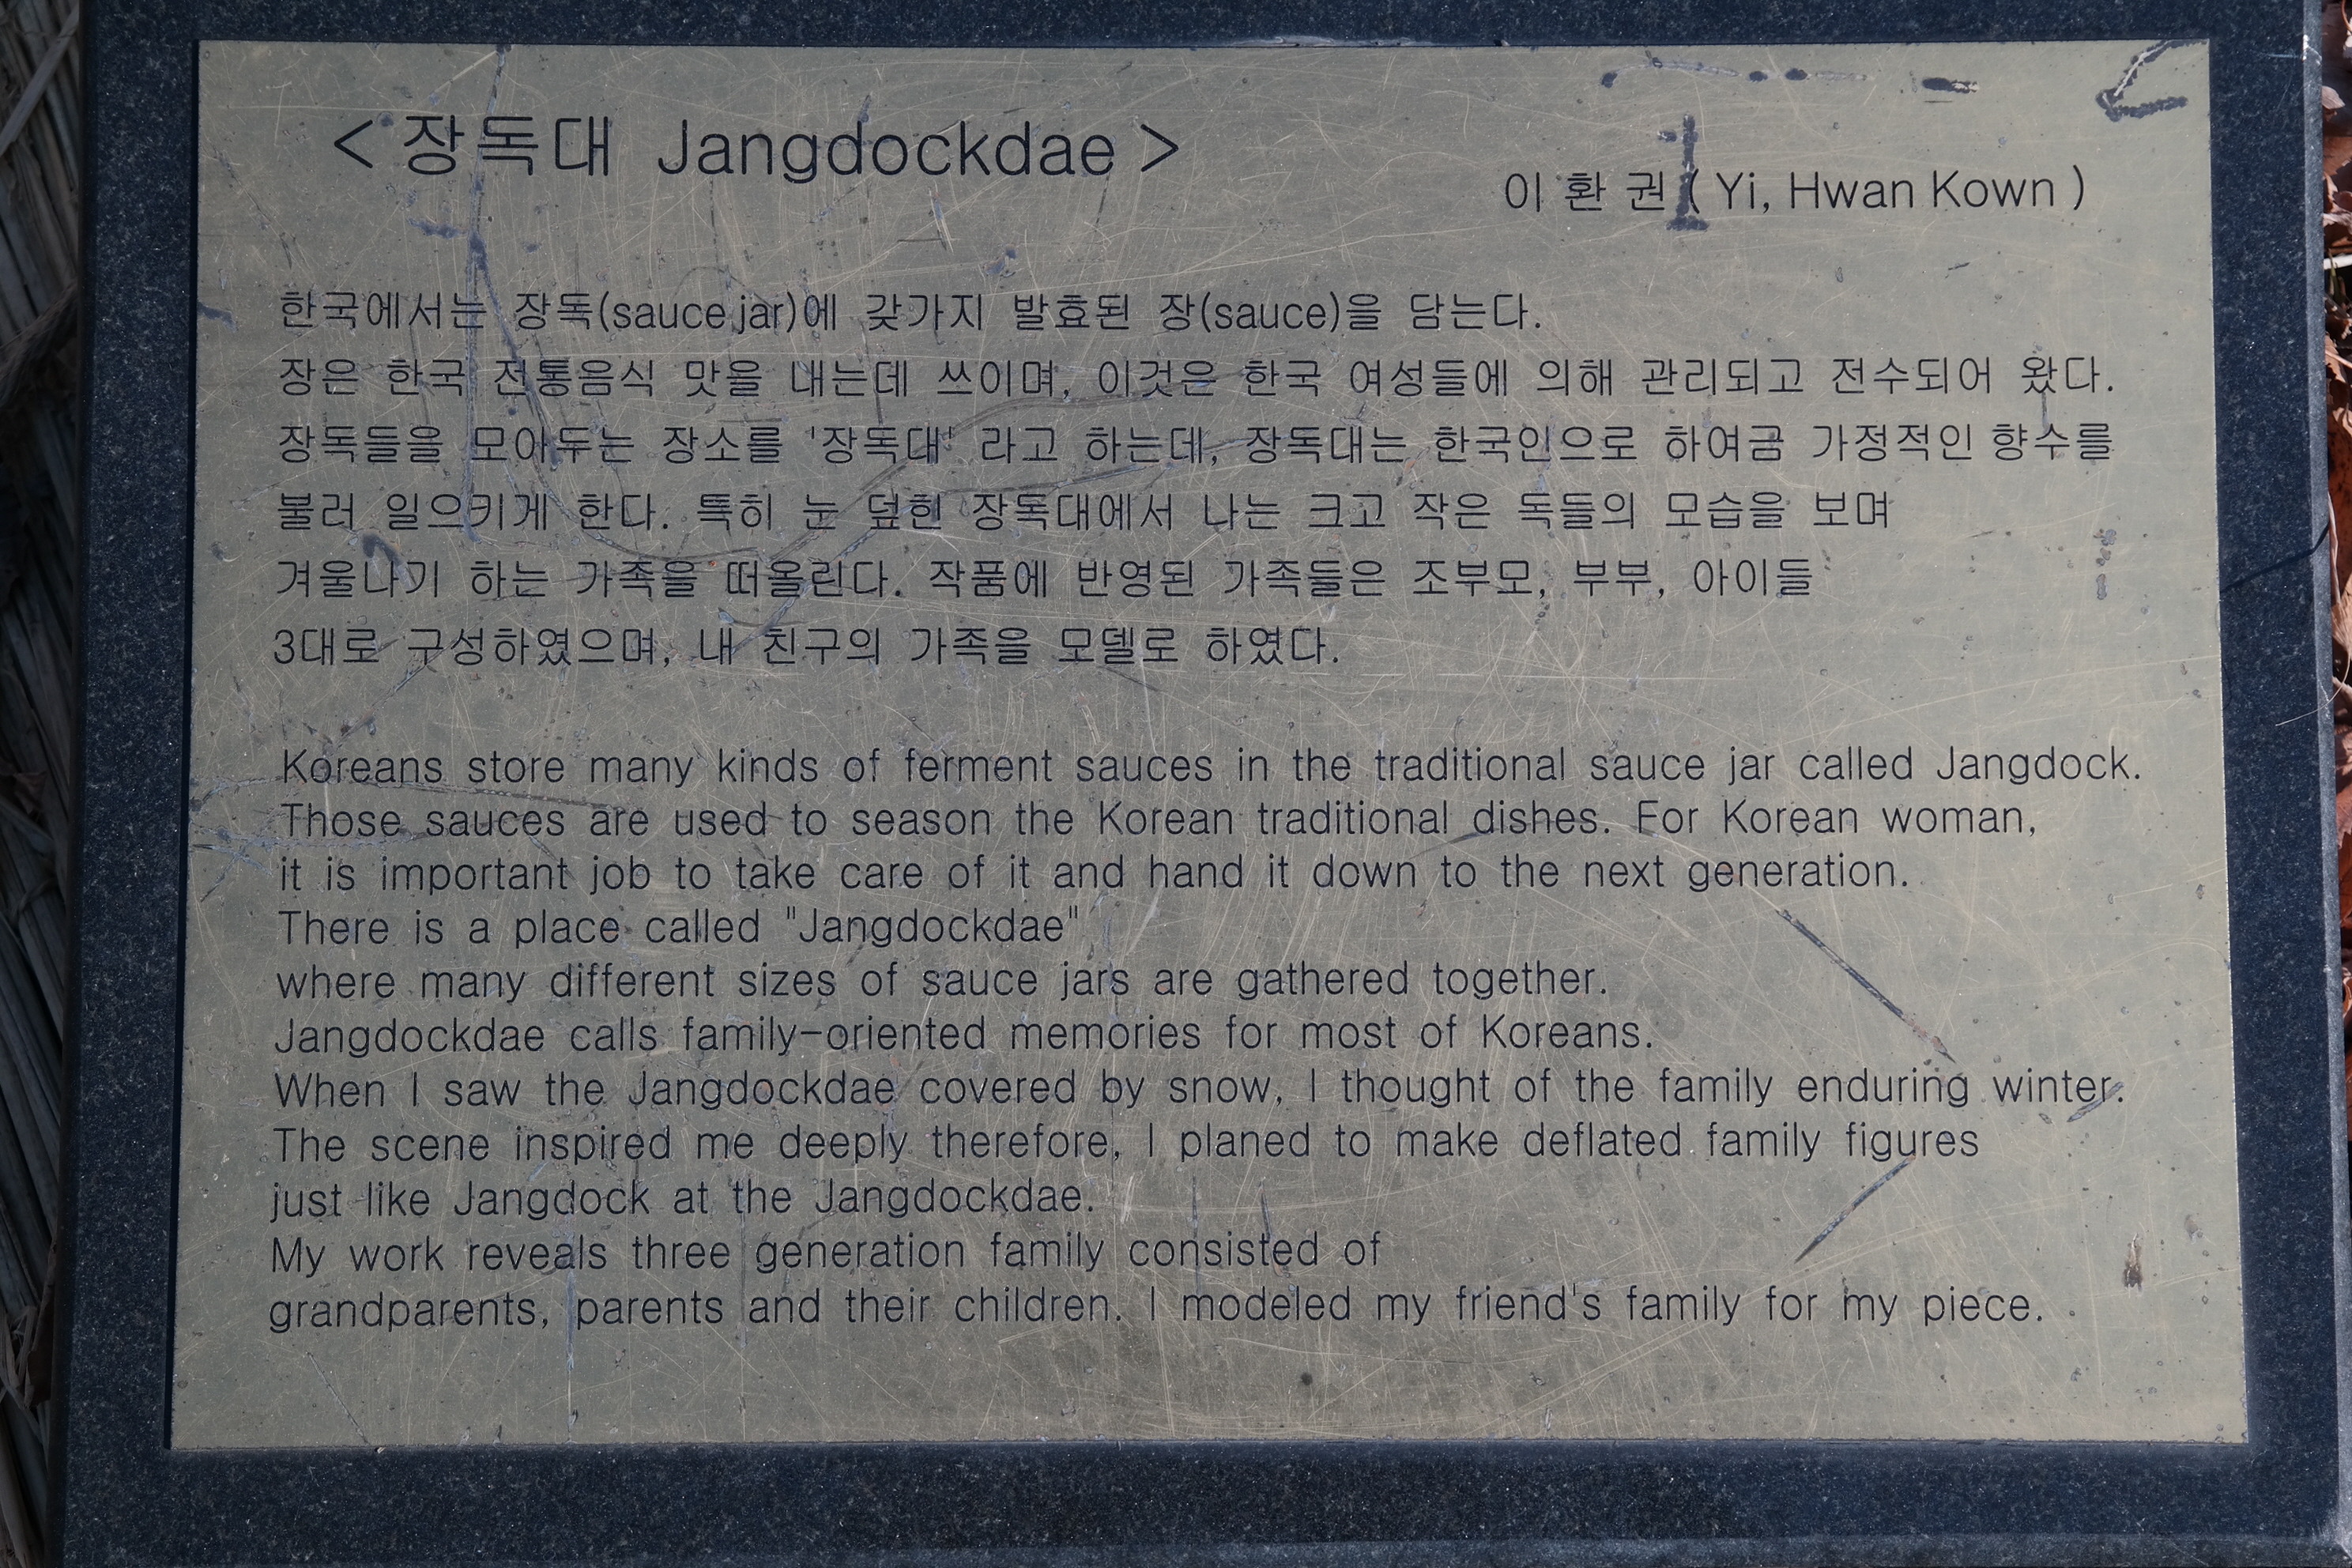 < 장독대 Jangdockdae >
이 환 권 ( Yi, Hwan Kown )
한국에서는 장독(sauce jar)에 갖가지 발효된 장(sauce)을 담는다.
장은 한국 전통음식 맛을 내는데 쓰이며, 이것은 한국 여성들에 의해 관리되고 전수되어 왔다.
장독들을 모아두는 장소를 '장독대' 라고 하는데, 장독대는 한국인으로 하여금 가정적인 향수를
불러 일으키게 한다. 특히 눈 덮힌 장독대에서 나는 크고 작은 독들의 모습을 보며
겨울나기 하는 가족을 떠올린다. 작품에 반영된 가족들은 조부모, 부부, 아이들
3대로 구성하였으며, 내 친구의 가족을 모델로 하였다.
Koreans store many kinds of ferment sauces in the traditional sauce jar called Jangdock.
Those sauces are used to season the Korean traditional dishes. For Korean woman,
it is important job to take care of it and hand it down to the next generation.
There is a place called "Jangdockdae"
where many different sizes of sauce jars are gathered together.
Jangdockdae calls family-oriented memories for most of Koreans.
When I saw the Jangdockdae covered by snow, I thought of the family enduring winter.
The scene inspired me deeply therefore, I planed to make deflated family figures
just like Jangdock at the Jangdockdae.
My work reveals three generation family consisted of
grandparents, parents and their children. I modeled my friend's family for my piece.